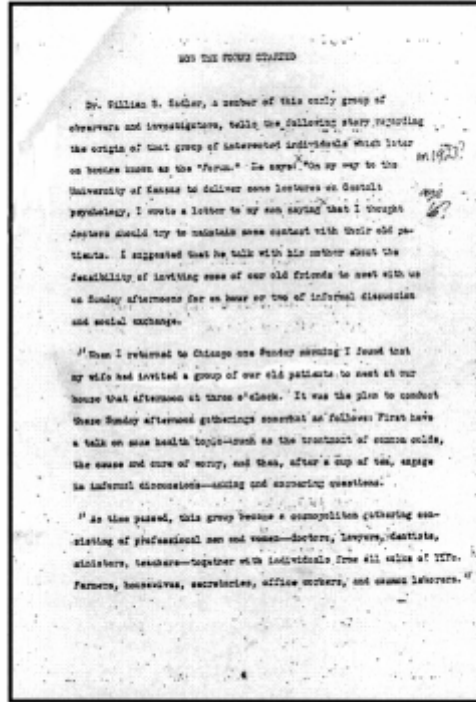 HOW THE FORUM STARTED
Dr. William S. Sadler, a member of this early group of
observers and investigators, tells the following story regarding
the origin of that group of interested individuals which later
on became known as the "Forum." He says: "On my way to the
University of Kansas to deliver some lectures on Gestalt
psychology, I wrote a letter to my son saying that I thought
doctors should try to maintain some contact with their old pa-
tients. I suggested that he talk with his mother about the
feasibility of inviting some of our old friends to meet with us
on Sunday afternoons for an hour or two of informal discussion
and social exchange.
"When I returned to Chicago one Sunday morning I found that
my wife had invited a group of our old patients to meet at our
house that afternoon at three o'clock. It was the plan to conduct
these Sunday afternoon gatherings somewhat as follows: First have
a talk on some health topic—such as the treatment of common colds,
the cause and cure of worry, and then, after a cup of tea, engage
in informal discussions—asking and answering questions.
"As time passed, this group became a cosmopolitan gathering con-
sisting of professional men and women—doctors, lawyers, dentists,
ministers, teachers—together with individuals from all walks of life.
Farmers, housewives, secretaries, office workers, and common laborers."